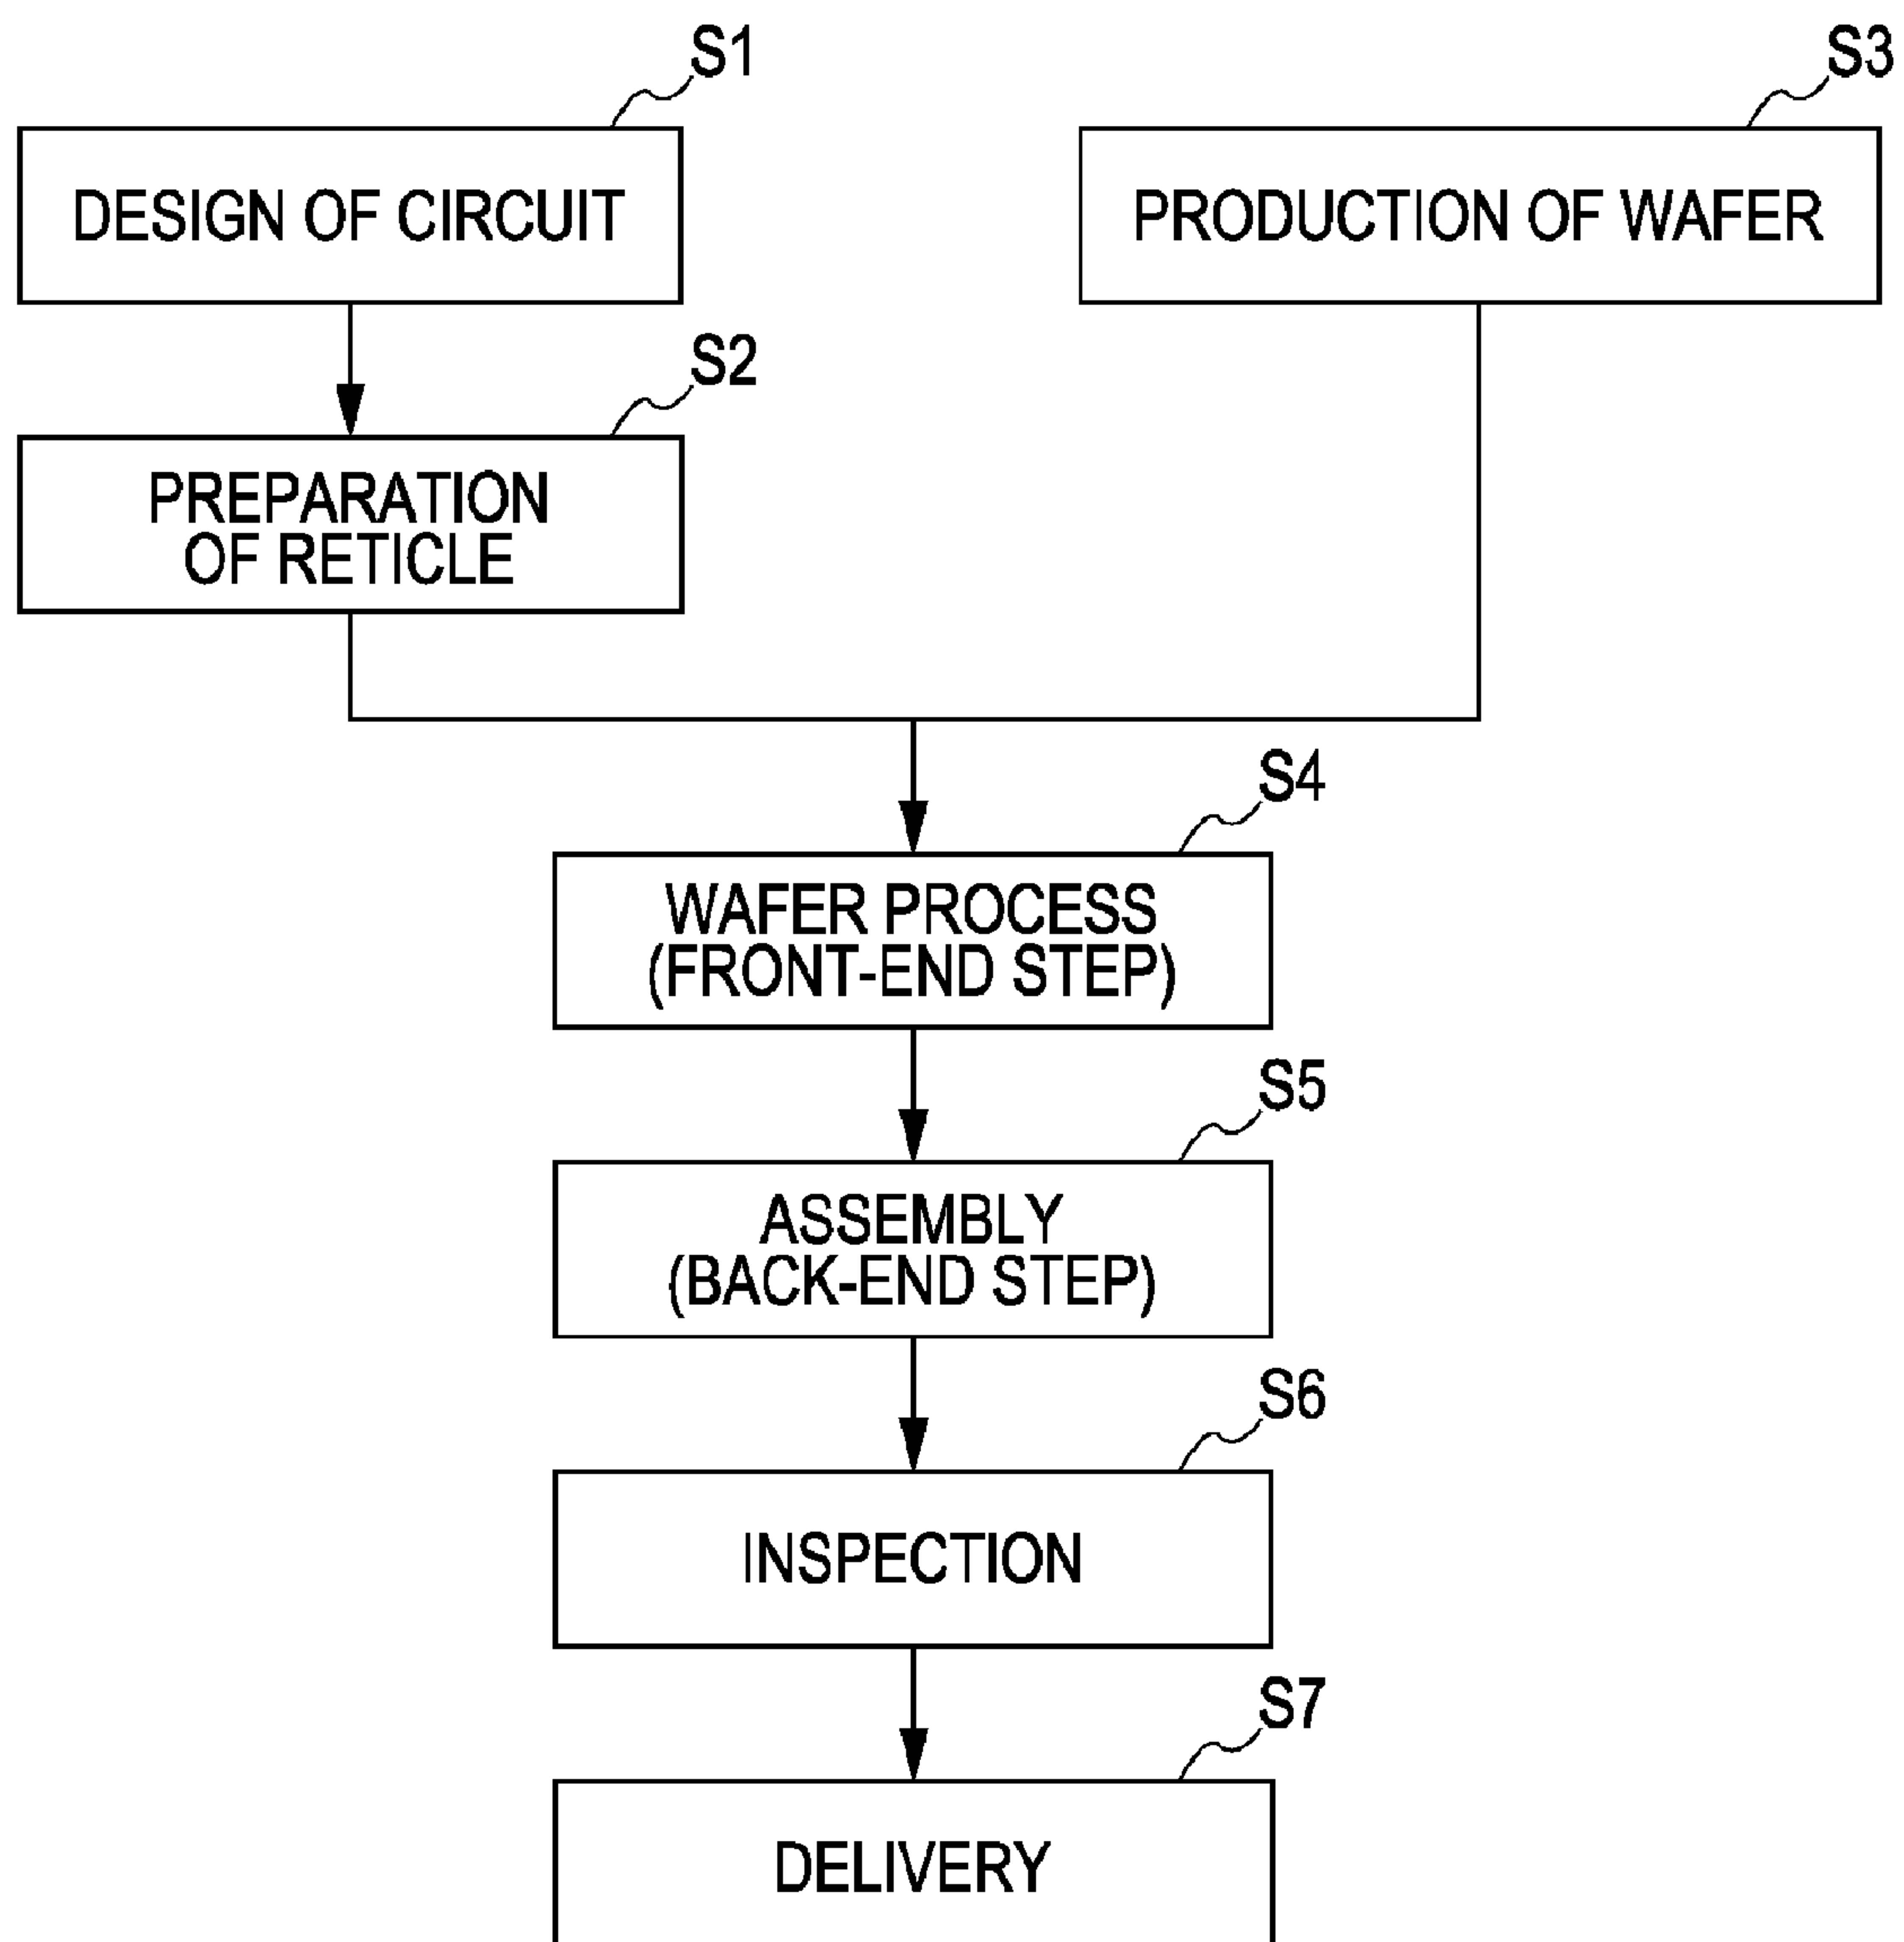 S1
DESIGN OF CIRCUIT
S3
PRODUCTION OF WAFER
S2
PREPARATION
OF RETICLE
S4
WAFER PROCESS
(FRONT-END STEP)
S5
ASSEMBLY
(BACK-END STEP)
S6
INSPECTION
S7
DELIVERY